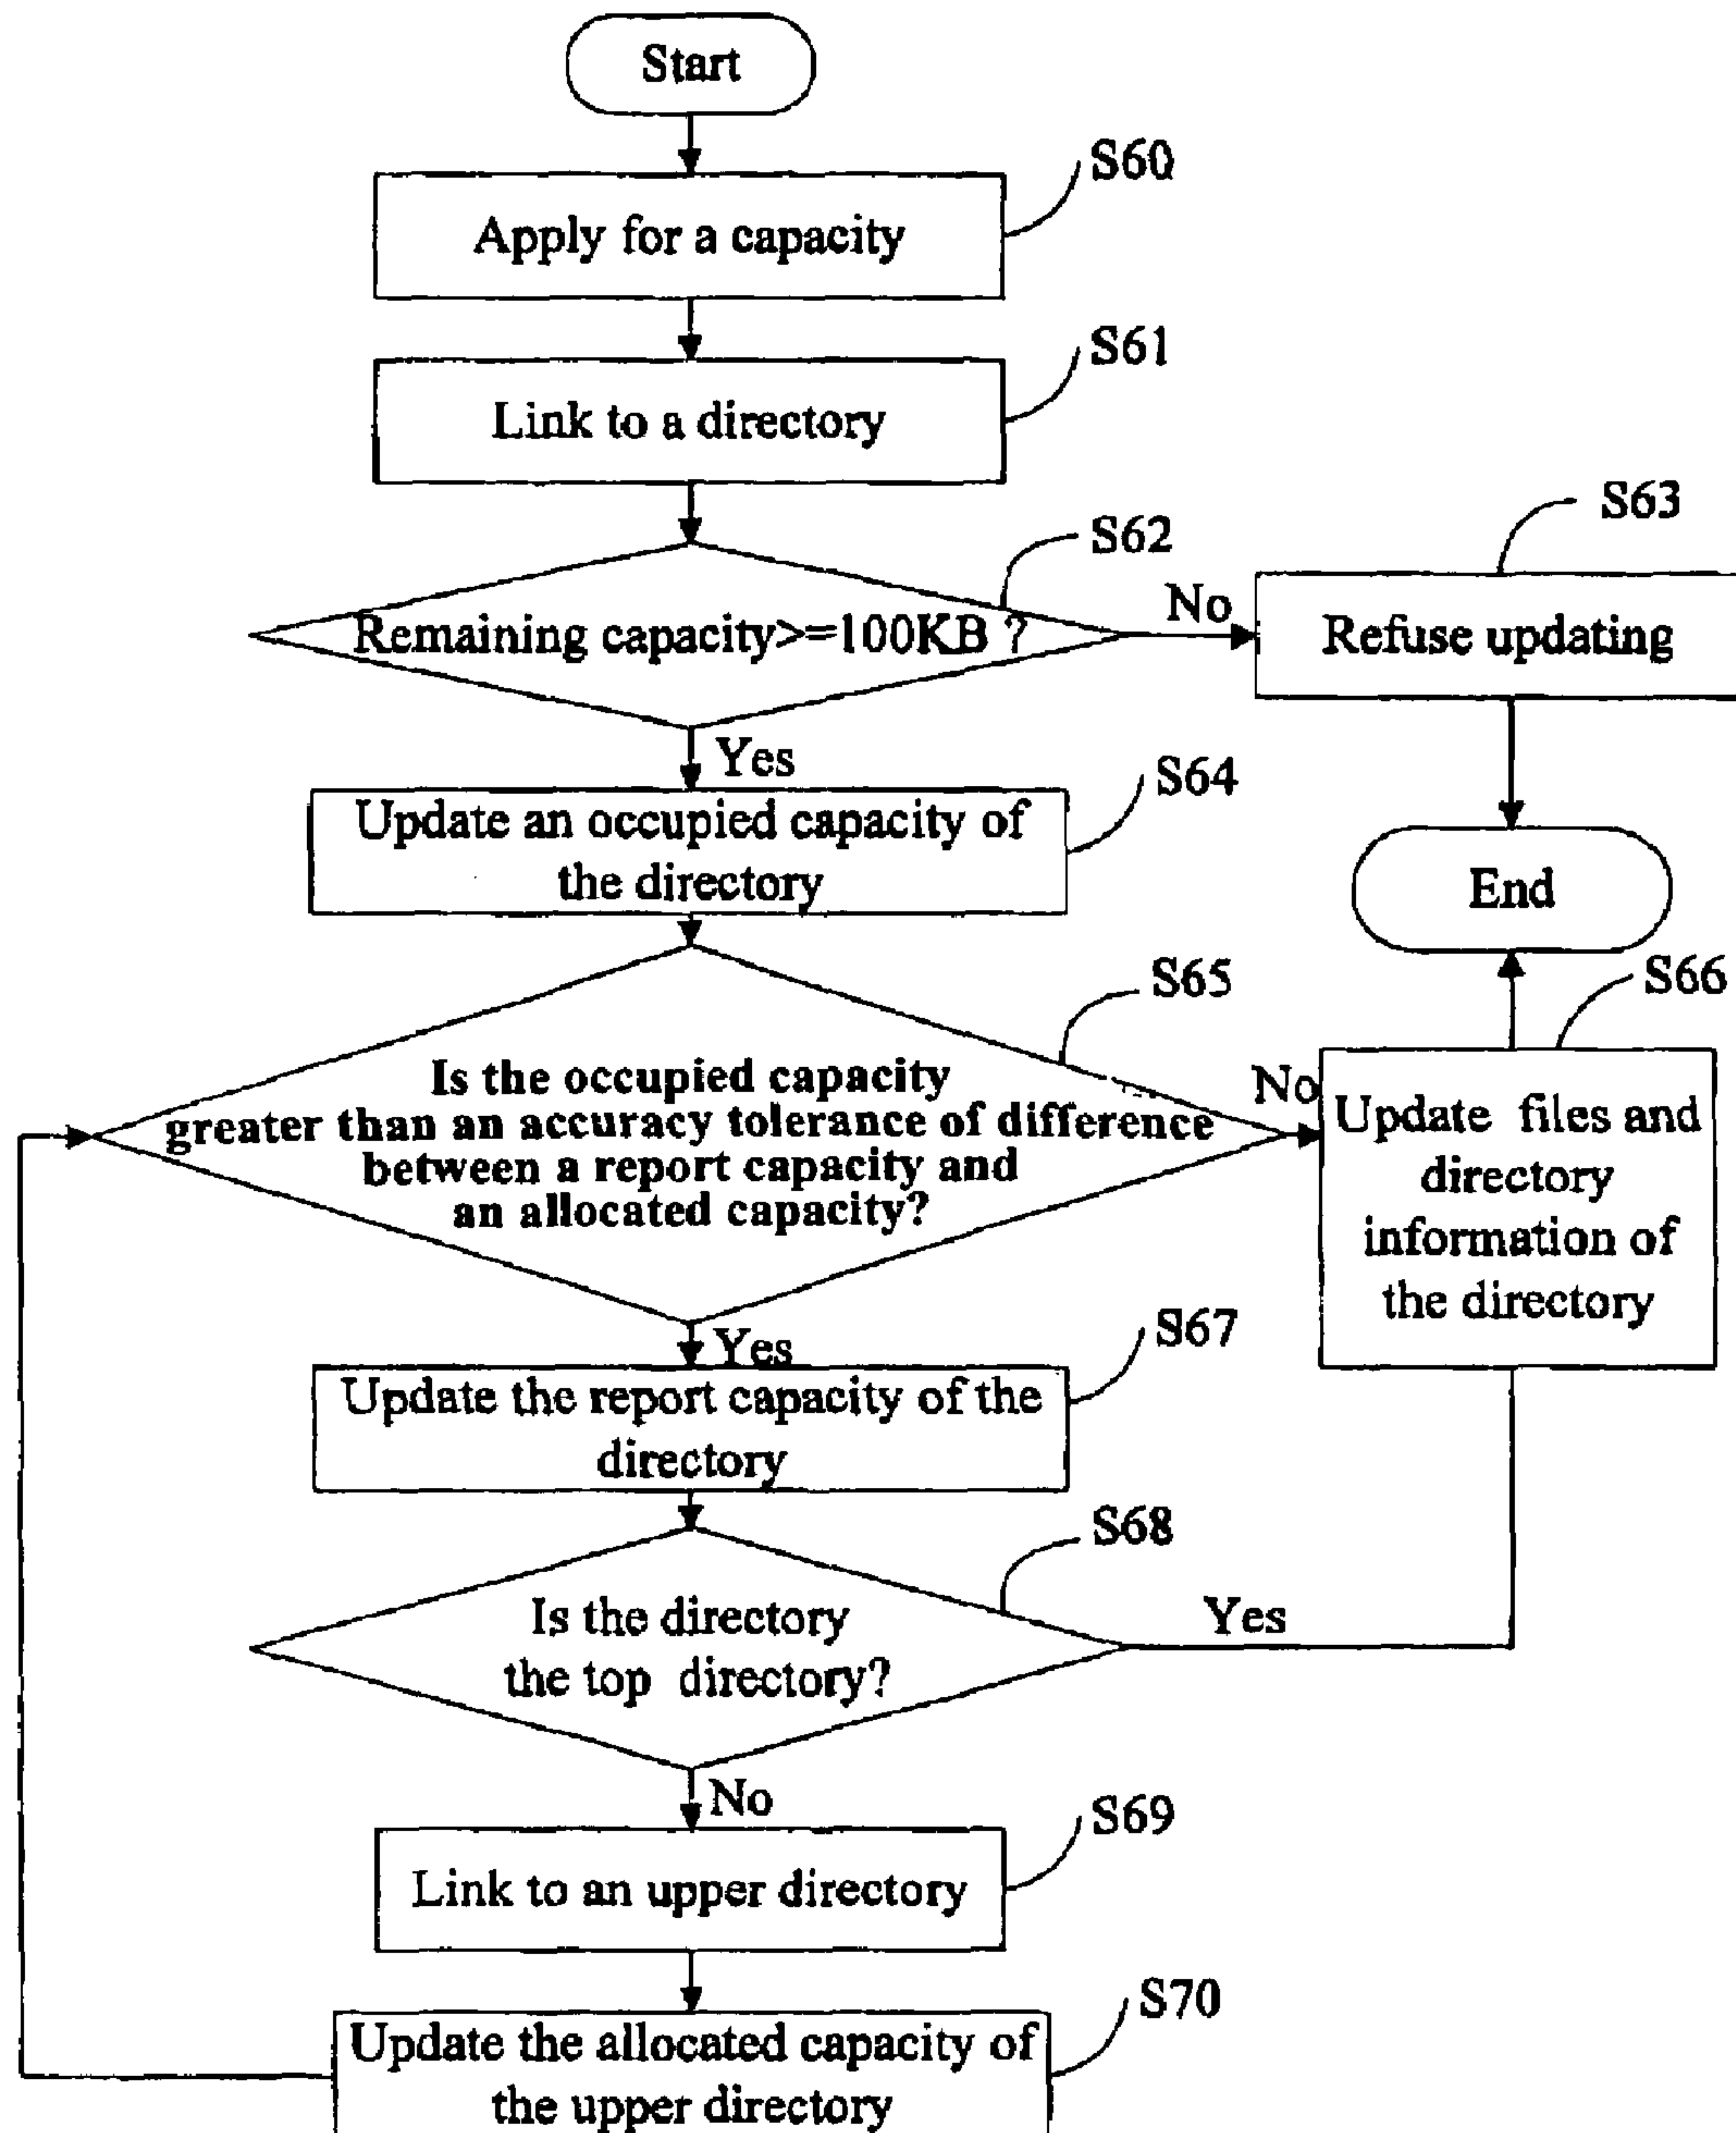 Start
S60
Apply for a capacity
S61
Link to a directory
S62
S63
Remaining capacity>=100KB ?
No
Refuse updating
Yes
S64
Update an occupied capacity of
the directory
End
S65
S66
Is the occupied capacity
greater than an accuracy tolerance of difference
between a report capacity and
an allocated capacity?
No
Update files and
directory
information of
the directory
Yes
S67
Update the report capacity of the
directory
S68
Is the directory
the top directory?
Yes
No
S69
Link to an upper directory
S70
Update the allocated capacity of
the upper directory